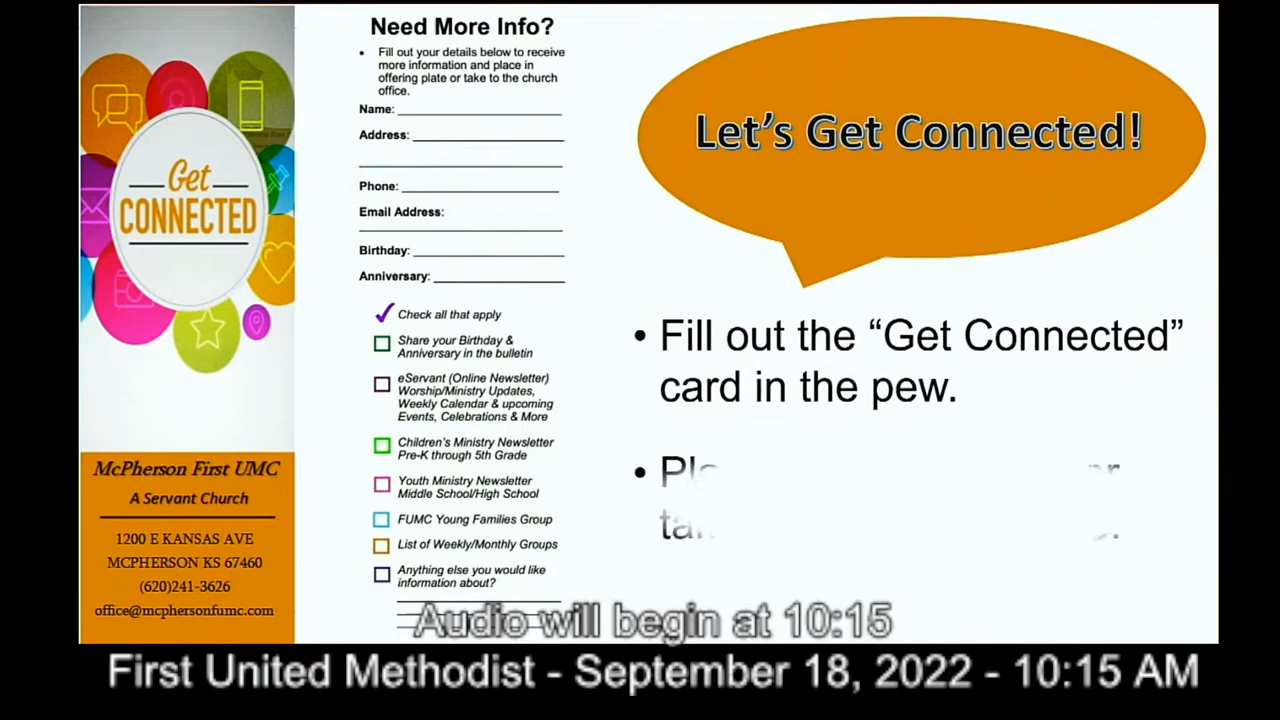 Get
CONNECTED
McPherson First UMC
A Servant Church
1200 E KANSAS AVE
MCPHERSON KS 67460
(620)241-3626
office@mcphersonfumc.com
Need More Info?
• Fill out your details below to receive
more information and place in
offering plate or take to the church
office.
Name:
Address:
Phone:
Email Address:
Birthday:
Anniversary:
Check all that apply
Share your Birthday &
Anniversary in the bulletin
eServant (Online Newsletter)
Worship/Ministry Updates,
Weekly Calendar & upcoming
Events, Celebrations & More
Children's Ministry Newsletter
Pre-K through 5th Grade
Youth Ministry Newsletter
Middle School/High School
FUMC Young Families Group
List of Weekly/Monthly Groups
Anything else you would like
information about?
Let's Get Connected!
• Fill out the “Get Connected”
card in the pew.
Audio will begin at 10:15
First United Methodist - September 18, 2022 - 10:15 AM